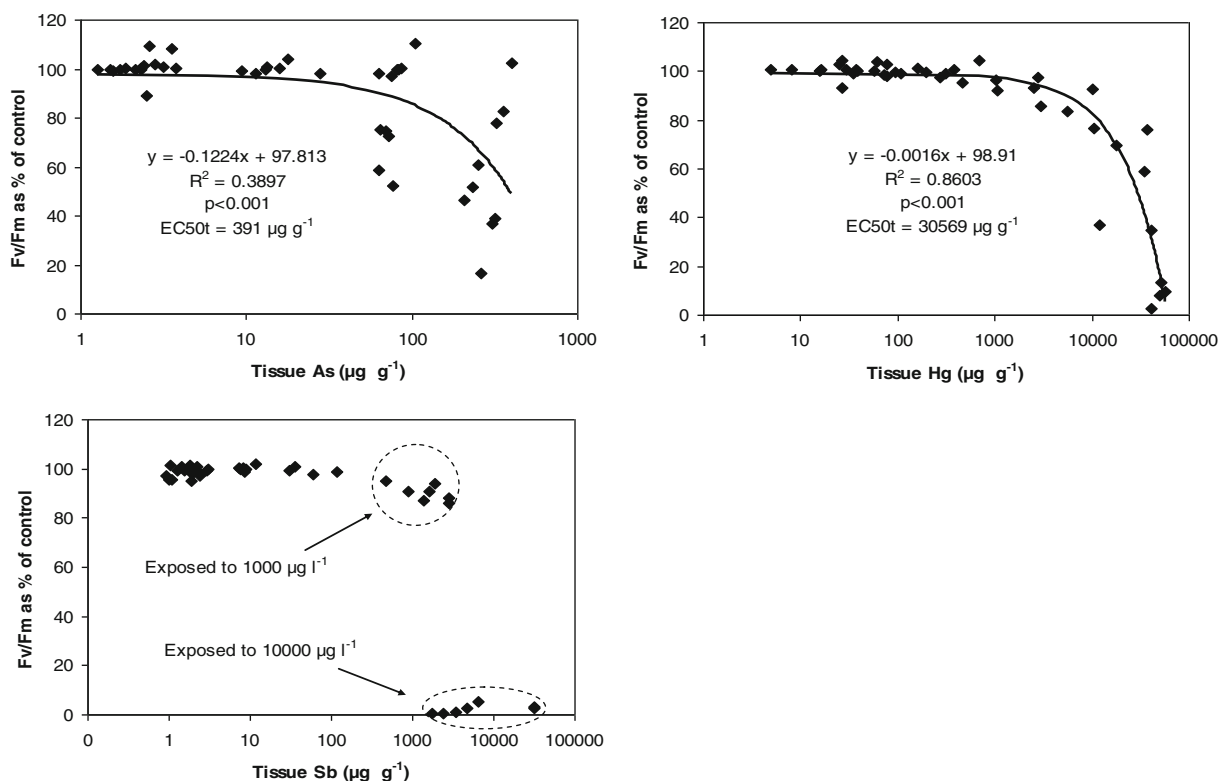 120
100
80
60
40
20
0
Fv/Fm as % of control
y = -0.1224x + 97.813
R² = 0.3897
p<0.001
EC50t = 391 µg g⁻¹
1 10 100 1000
Tissue As (µg g⁻¹)
120
100
80
60
40
20
0
Fv/Fm as % of control
y = -0.0016x + 98.91
R² = 0.8603
p<0.001
EC50t = 30569 µg g⁻¹
1 10 100 1000 10000 100000
Tissue Hg (µg g⁻¹)
120
100
80
60
40
20
0
Fv/Fm as % of control
Exposed to 1000 µg l⁻¹
Exposed to 10000 µg l⁻¹
0 1 10 100 1000 10000 100000
Tissue Sb (µg g⁻¹)